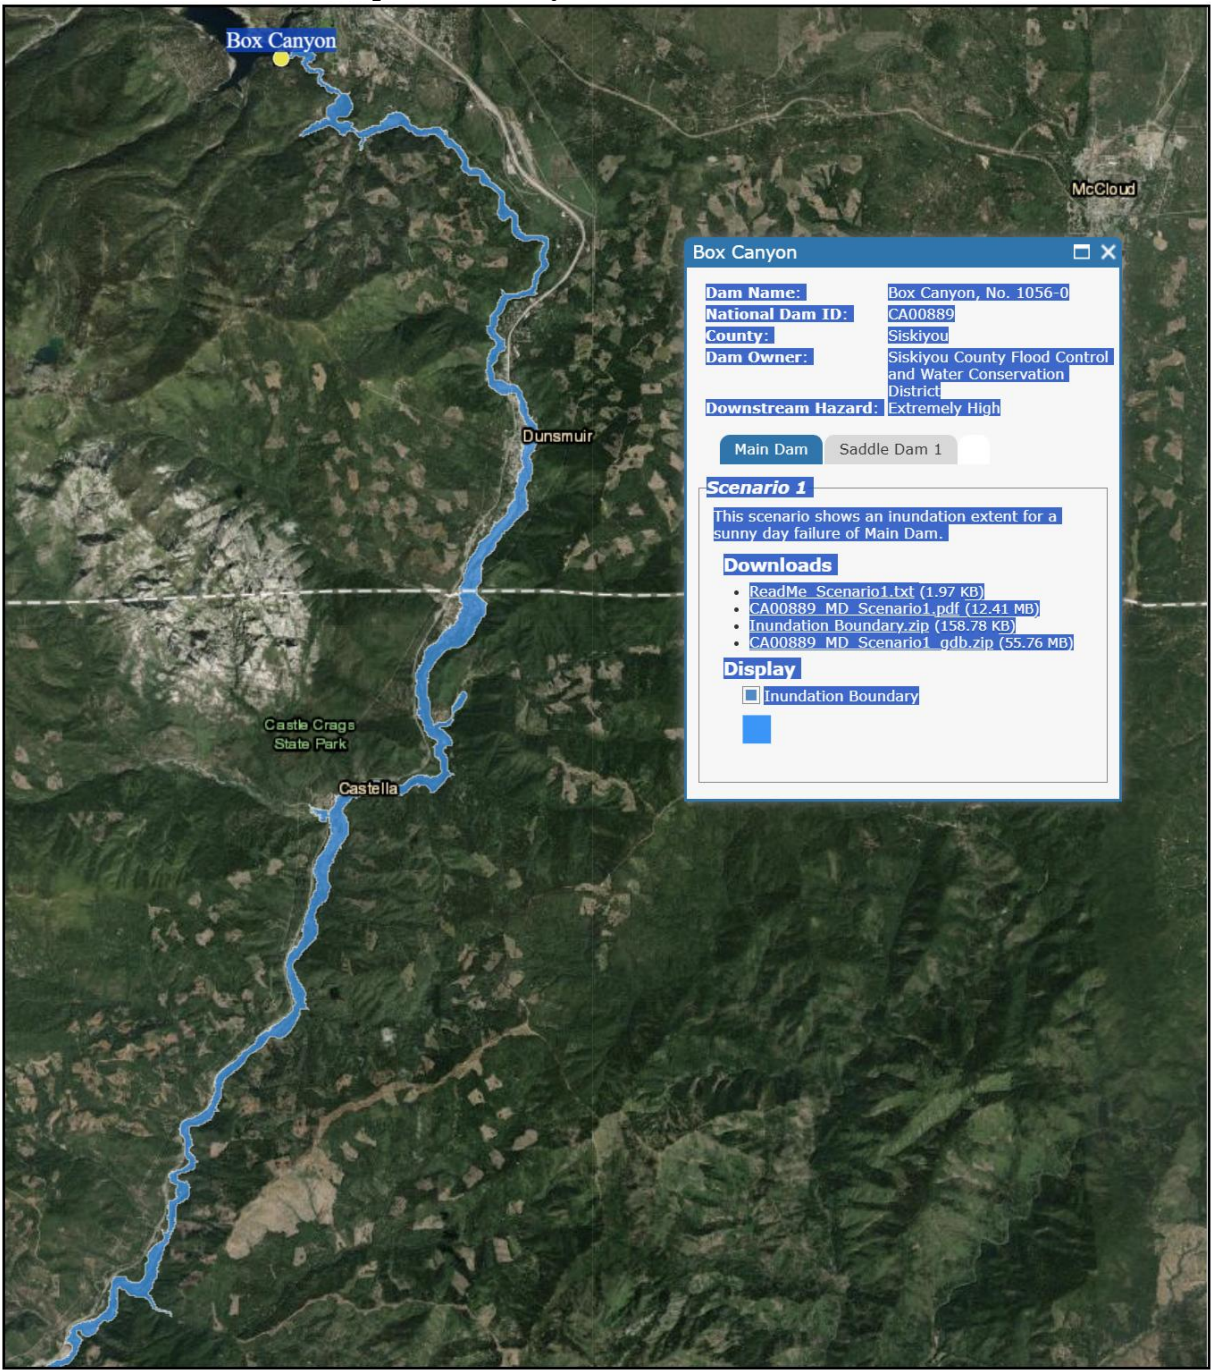 Box Canyon
McCloud
Box Canyon
Dam Name: Box Canyon, No. 1056-0
National Dam ID: CA00889
County: Siskiyou
Dam Owner: Siskiyou County Flood Control
and Water Conservation
District
Downstream Hazard: Extremely High
Dunsmuir
Main Dam Saddle Dam 1
Scenario 1
This scenario shows an inundation extent for a
sunny day failure of Main Dam.
Downloads
• ReadMe_Scenario1.txt (1.97 KB)
• CA00889_MD_Scenario1.pdf (12.41 MB)
• Inundation Boundary.zip (158.78 KB)
• CA00889_MD_Scenario1_gdb.zip (55.76 MB)
Display
Inundation Boundary
Castle Crags
State Park
Castella